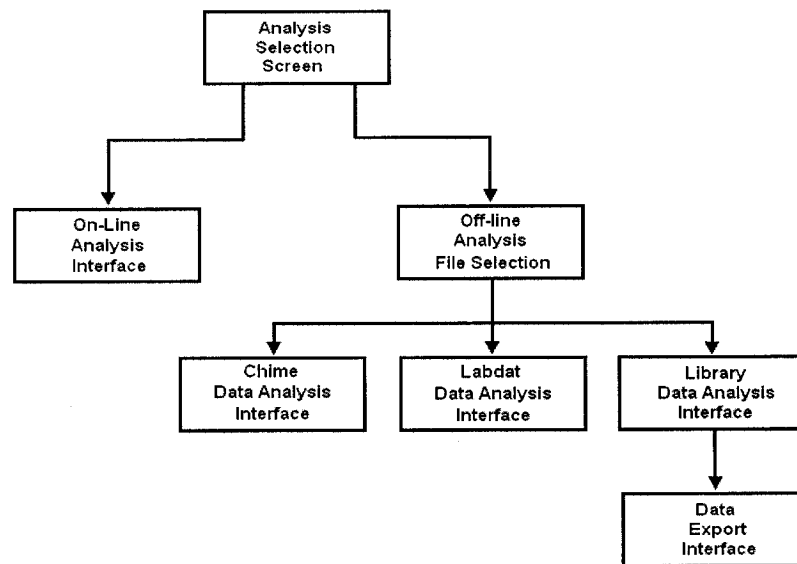 Analysis
Selection
Screen
On-Line
Analysis
Interface
Off-line
Analysis
File Selection
Chime
Data Analysis
Interface
Labdat
Data Analysis
Interface
Library
Data Analysis
Interface
Data
Export
Interface